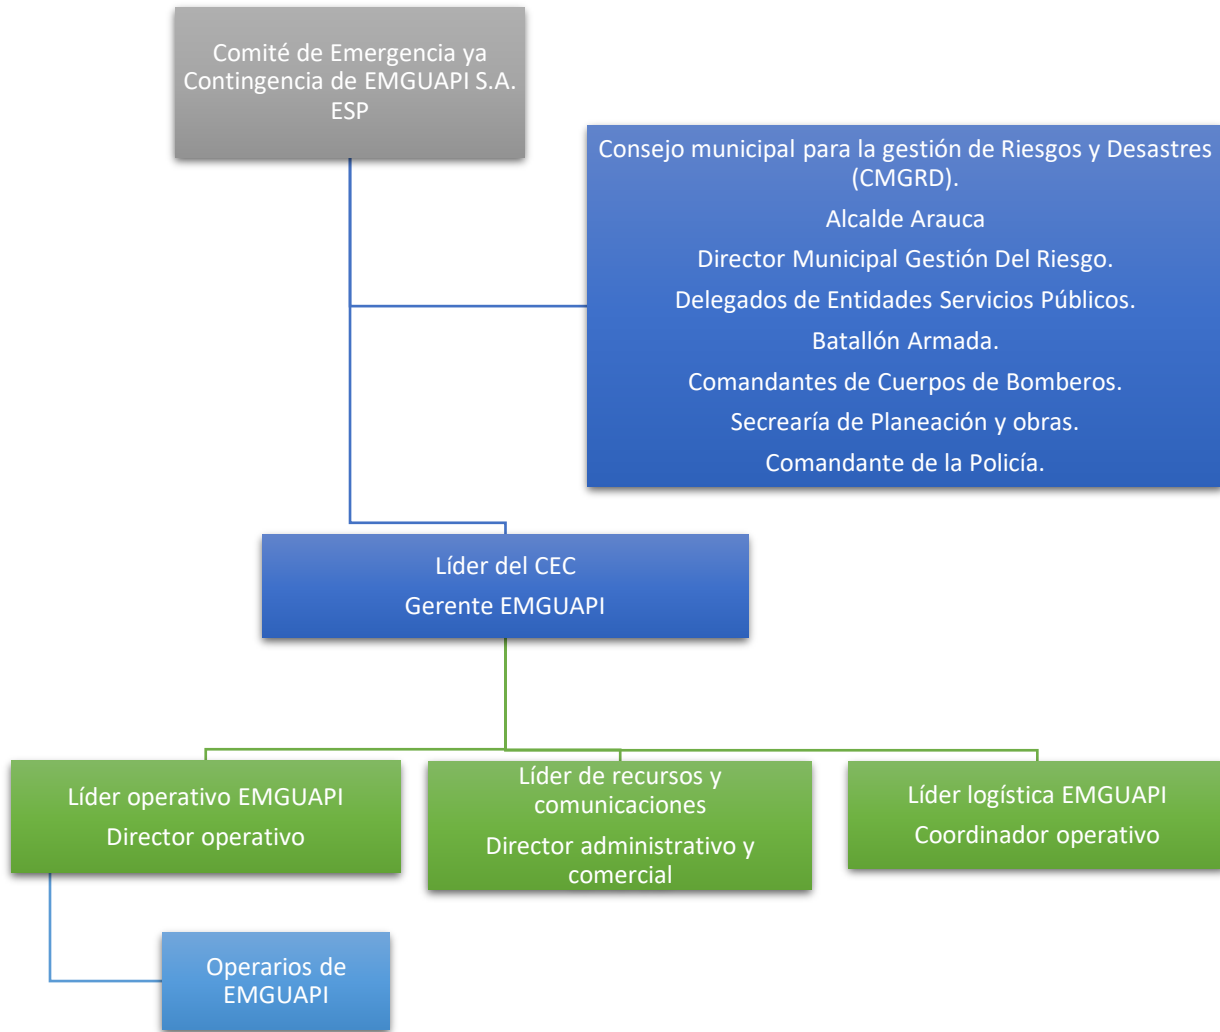 Comité de Emergencia ya
Contingencia de EMGUAPI S.A.
ESP
Consejo municipal para la gestión de Riesgos y Desastres
(CMGRD).
Alcalde Arauca
Director Municipal Gestión Del Riesgo.
Delegados de Entidades Servicios Públicos.
Batallón Armada.
Comandantes de Cuerpos de Bomberos.
Secrearía de Planeación y obras.
Comandante de la Policía.
Líder del CEC
Gerente EMGUAPI
Líder operativo EMGUAPI
Director operativo
Líder de recursos y
comunicaciones
Director administrativo y
comercial
Líder logística EMGUAPI
Coordinador operativo
Operarios de
EMGUAPI